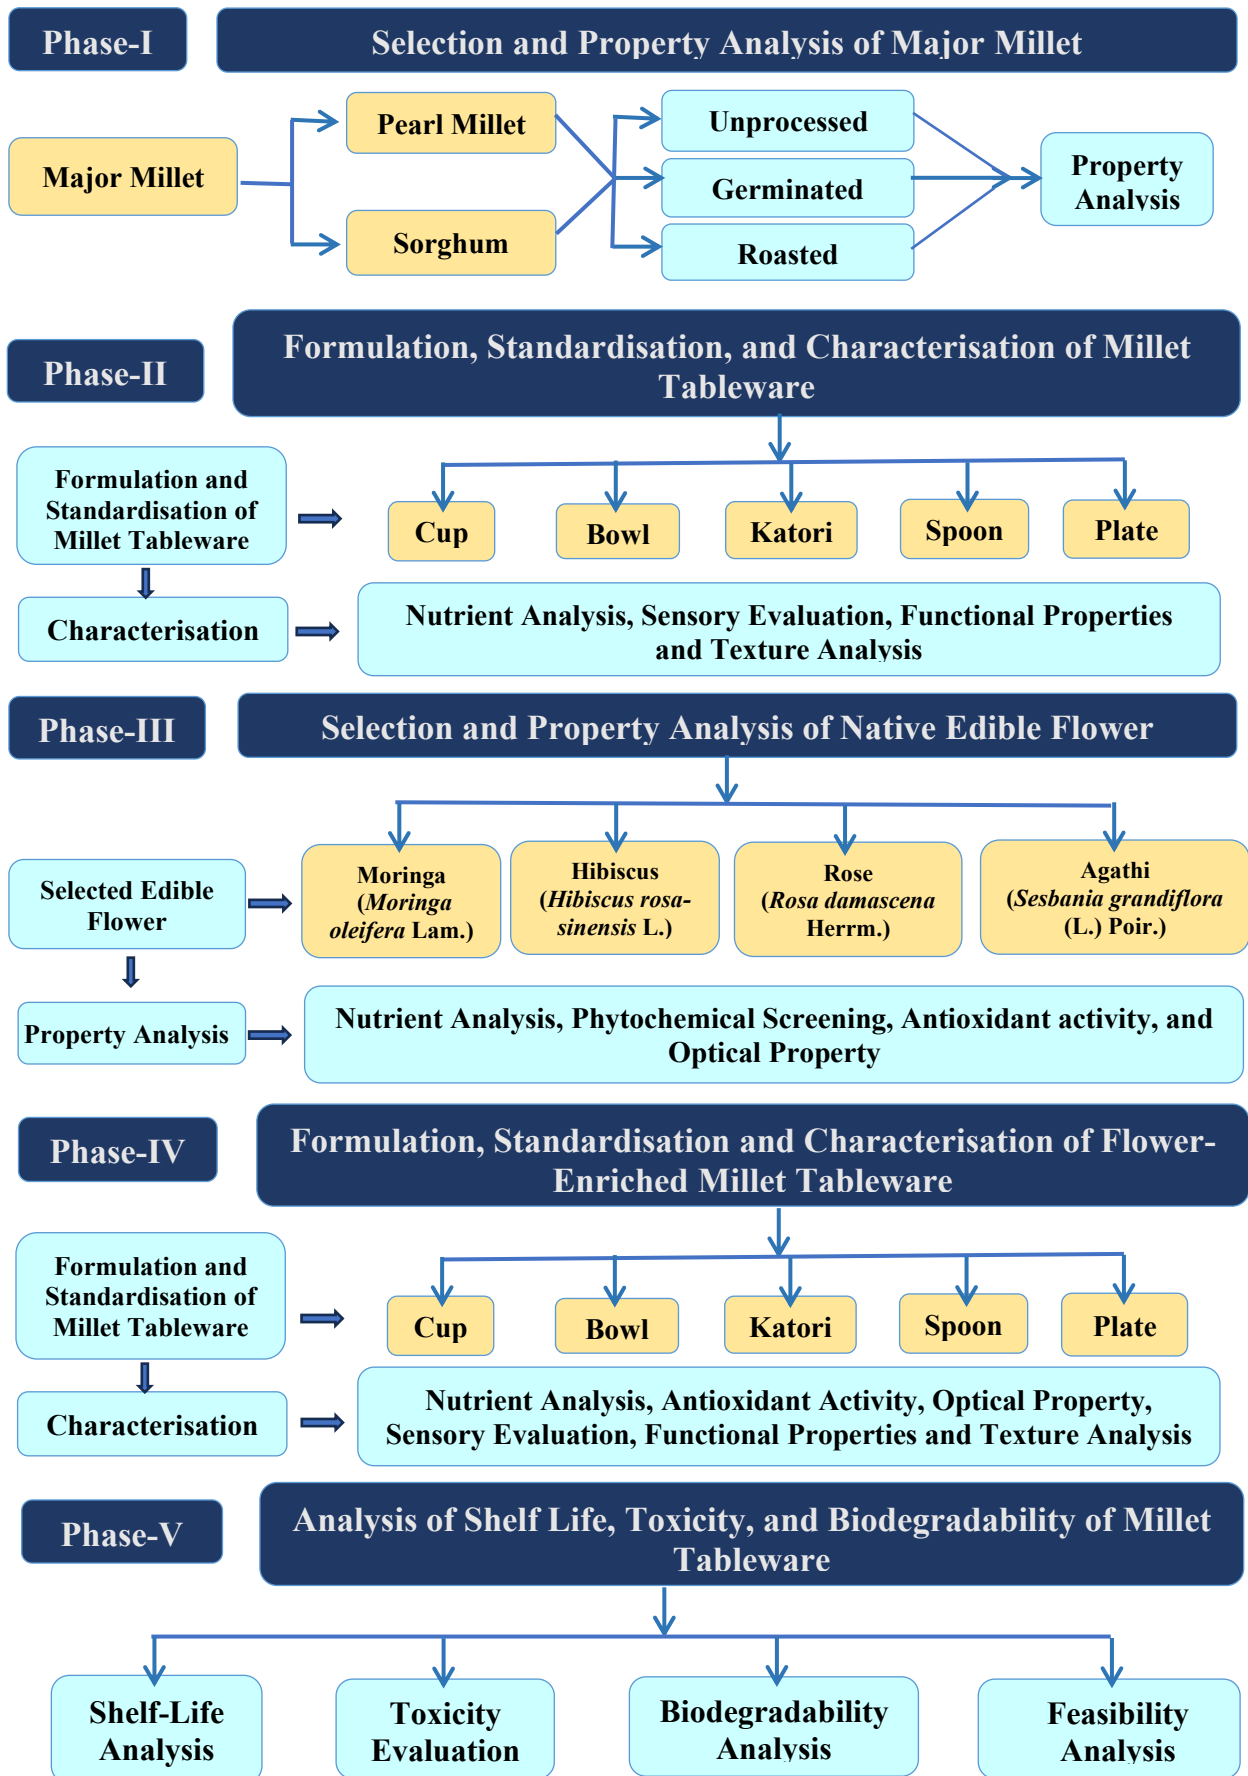 Phase-I
Selection and Property Analysis of Major Millet
Major Millet
Pearl Millet
Sorghum
Unprocessed
Germinated
Roasted
Property
Analysis
Phase-II
Formulation, Standardisation, and Characterisation of Millet
Tableware
Formulation and
Standardisation of
Millet Tableware
Cup
Bowl
Katori
Spoon
Plate
Characterisation
Nutrient Analysis, Sensory Evaluation, Functional Properties
and Texture Analysis
Phase-III
Selection and Property Analysis of Native Edible Flower
Selected Edible
Flower
Moringa
(Moringa
oleifera Lam.)
Hibiscus
(Hibiscus rosa-
sinensis L.)
Rose
(Rosa damascena
Herrm.)
Agathi
(Sesbania grandiflora
(L.) Poir.)
Property Analysis
Nutrient Analysis, Phytochemical Screening, Antioxidant activity, and
Optical Property
Phase-IV
Formulation, Standardisation and Characterisation of Flower-
Enriched Millet Tableware
Formulation and
Standardisation of
Millet Tableware
Cup
Bowl
Katori
Spoon
Plate
Characterisation
Nutrient Analysis, Antioxidant Activity, Optical Property,
Sensory Evaluation, Functional Properties and Texture Analysis
Phase-V
Analysis of Shelf Life, Toxicity, and Biodegradability of Millet
Tableware
Shelf-Life
Analysis
Toxicity
Evaluation
Biodegradability
Analysis
Feasibility
Analysis